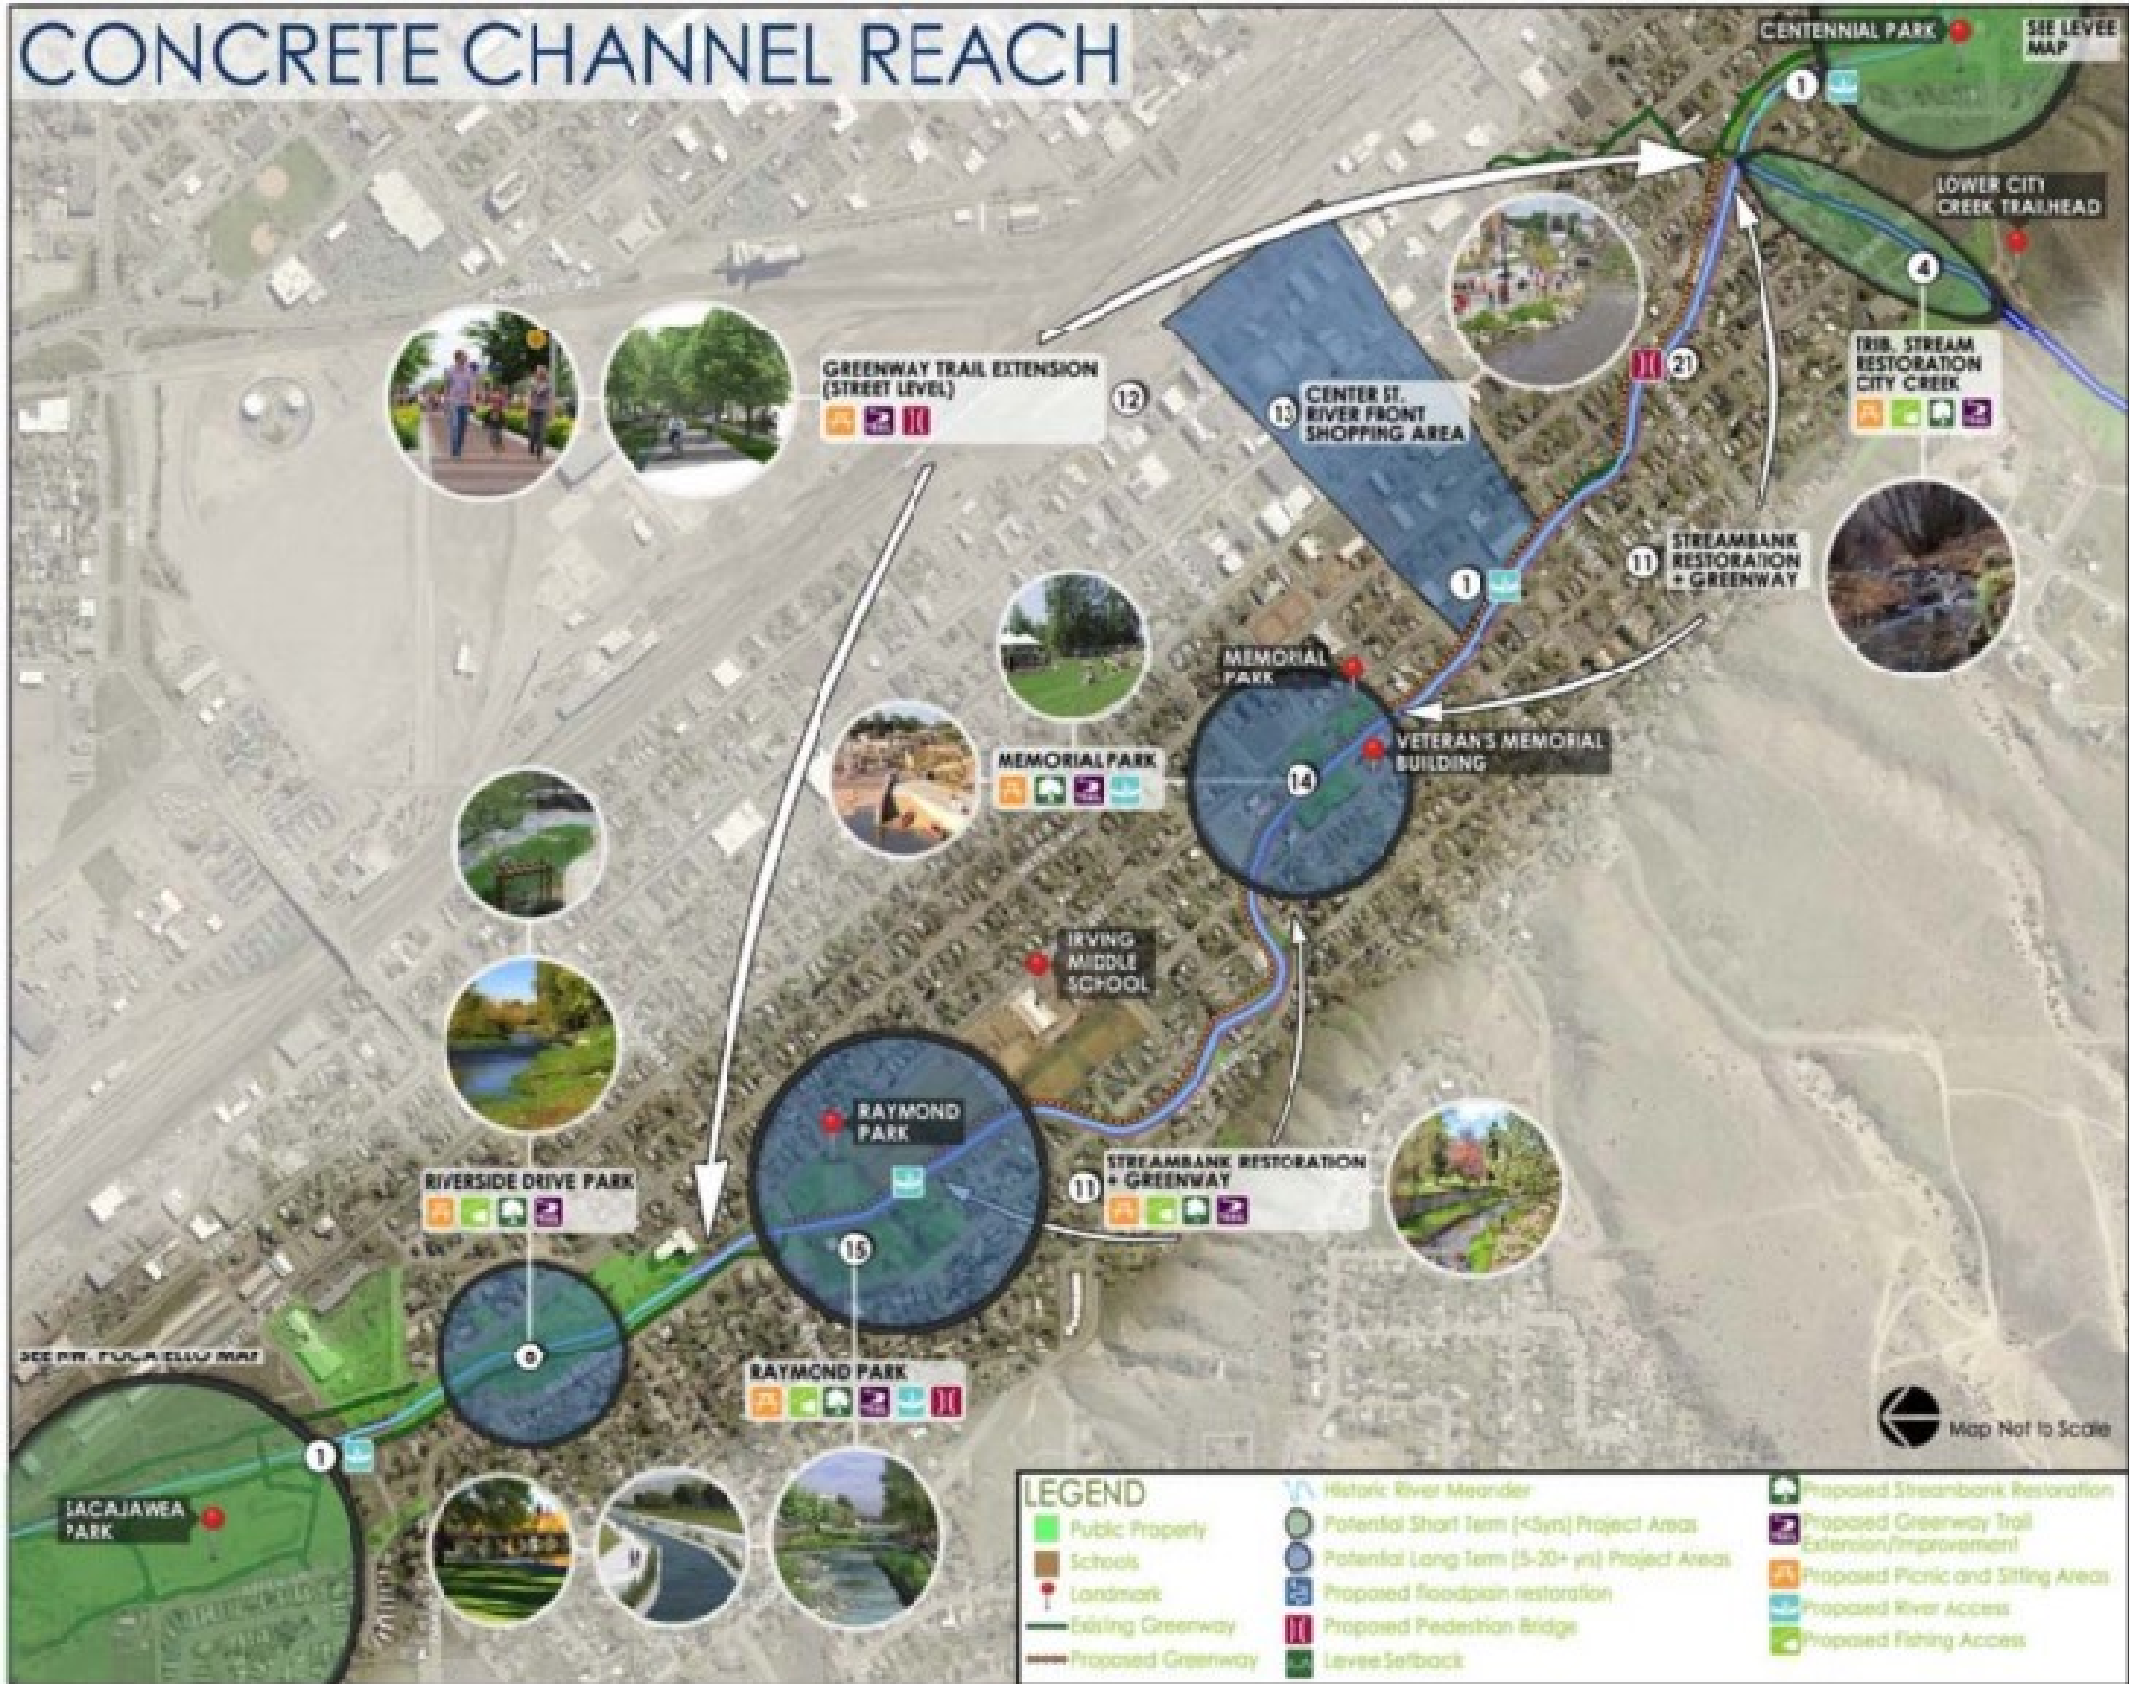 CONCRETE CHANNEL REACH
CENTENNIAL PARK
SEE LEVEE
MAP
1
LOWER CITY
CREEK TRAILHEAD
4
TRIB. STREAM
RESTORATION
CITY CREEK
21
GREENWAY TRAIL EXTENSION
(STREET LEVEL)
12
13
CENTER ST.
RIVER FRONT
SHOPPING AREA
11
STREAMBANK
RESTORATION
+ GREENWAY
1
MEMORIAL
PARK
VETERAN'S MEMORIAL
BUILDING
MEMORIAL PARK
14
IRVING
MIDDLE
SCHOOL
RAYMOND
PARK
11
STREAMBANK RESTORATION
+ GREENWAY
RIVERSIDE DRIVE PARK
15
RAYMOND PARK
1
SACAJAWEA
PARK
Map Not to Scale
LEGEND
Public Property
Schools
Landmark
Existing Greenway
Proposed Greenway
Historic River Meander
Potential Short Term (<5yrs) Project Areas
Potential Long Term (5-20+ yrs) Project Areas
Proposed floodplain restoration
Proposed Pedestrian Bridge
Levee Setback
Proposed Streambank Restoration
Proposed Greenway Trail
Extension/Improvement
Proposed Picnic and Sitting Areas
Proposed River Access
Proposed Fishing Access